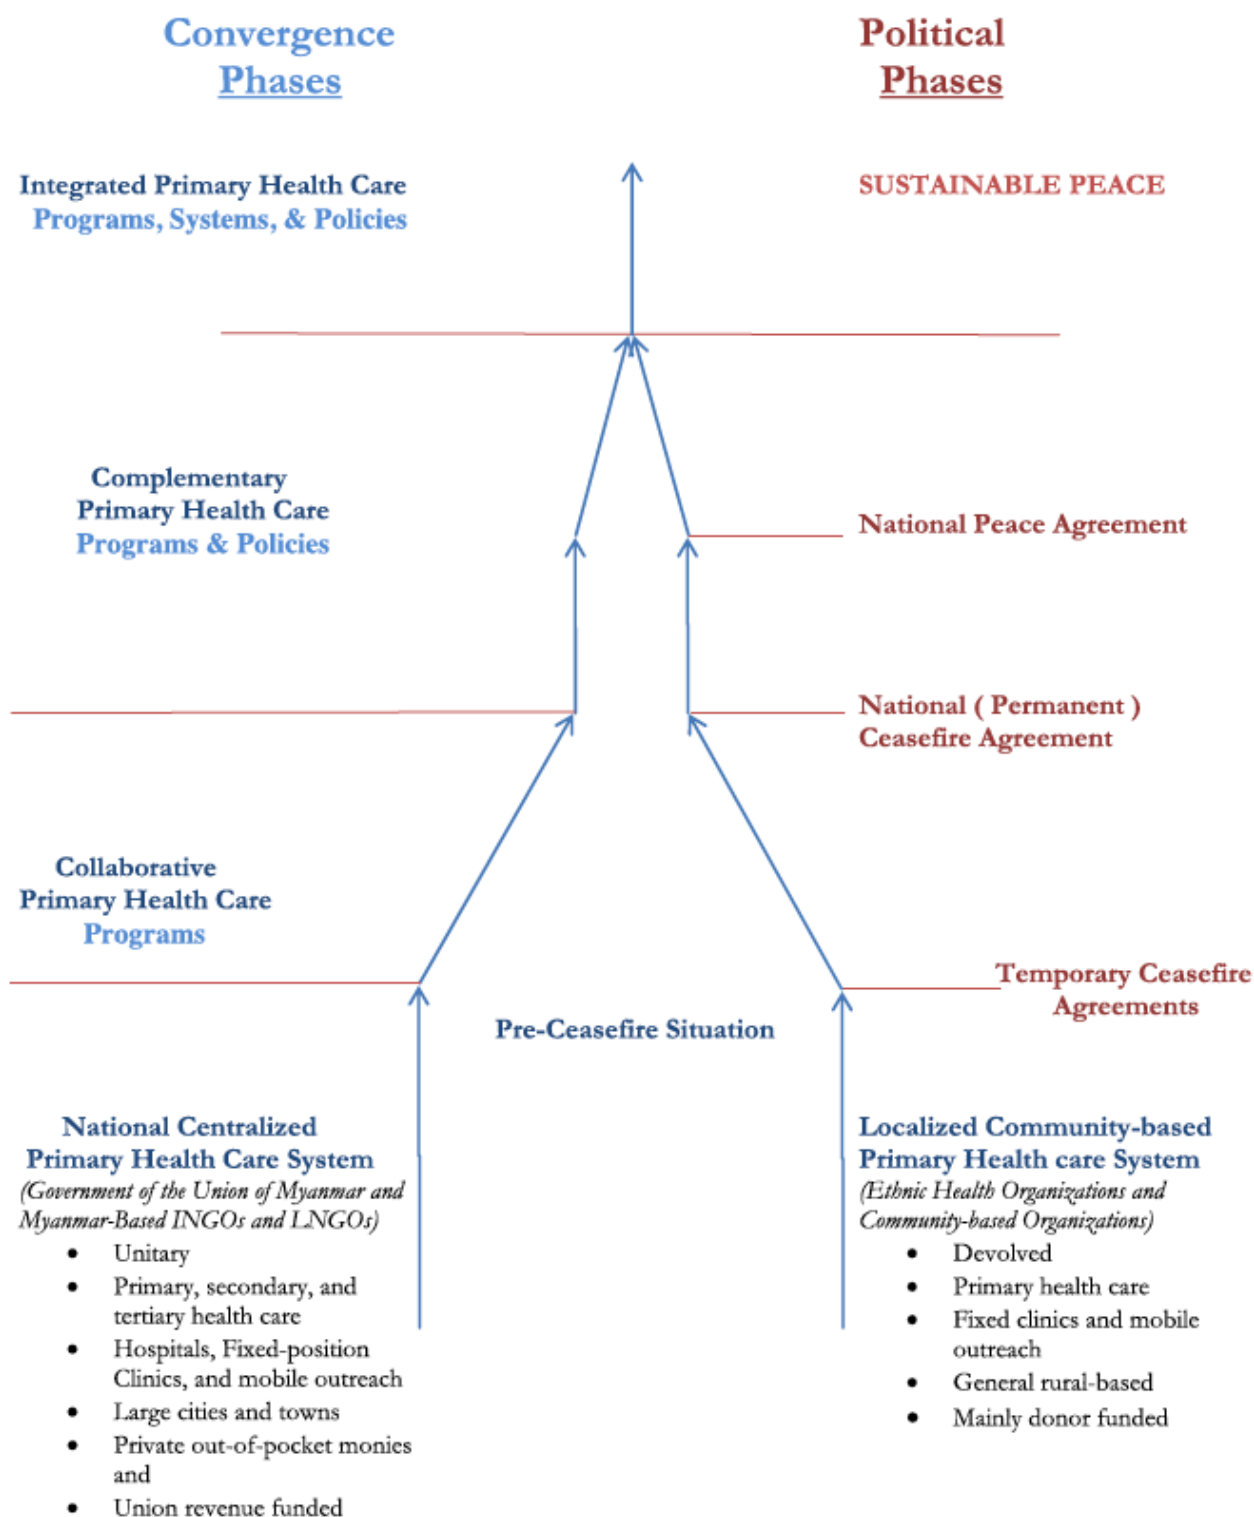 Convergence
Phases
Political
Phases
Integrated Primary Health Care
Programs, Systems, & Policies
SUSTAINABLE PEACE
Complementary
Primary Health Care
Programs & Policies
National Peace Agreement
National ( Permanent )
Ceasefire Agreement
Collaborative
Primary Health Care
Programs
Temporary Ceasefire
Agreements
Pre-Ceasefire Situation
National Centralized
Primary Health Care System
(Government of the Union of Myanmar and
Myanmar-Based INGOs and LNGOs)
• Unitary
• Primary, secondary, and
tertiary health care
• Hospitals, Fixed-position
Clinics, and mobile outreach
• Large cities and towns
• Private out-of-pocket monies
and
• Union revenue funded
Localized Community-based
Primary Health care System
(Ethnic Health Organizations and
Community-based Organizations)
• Devolved
• Primary health care
• Fixed clinics and mobile
outreach
• General rural-based
• Mainly donor funded